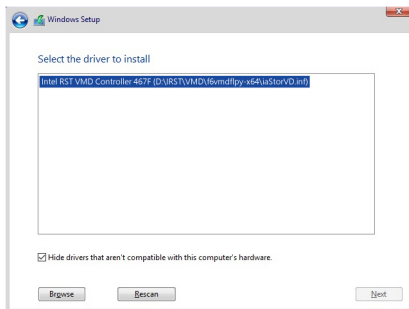 Windows Setup
Select the driver to install
Intel RST VMD Controller 467F (D:\IRST\VMD\f6vmdflpy-x64\iaStorVD.inf)
Hide drivers that aren't compatible with this computer's hardware.
Browse
Rescan
Next